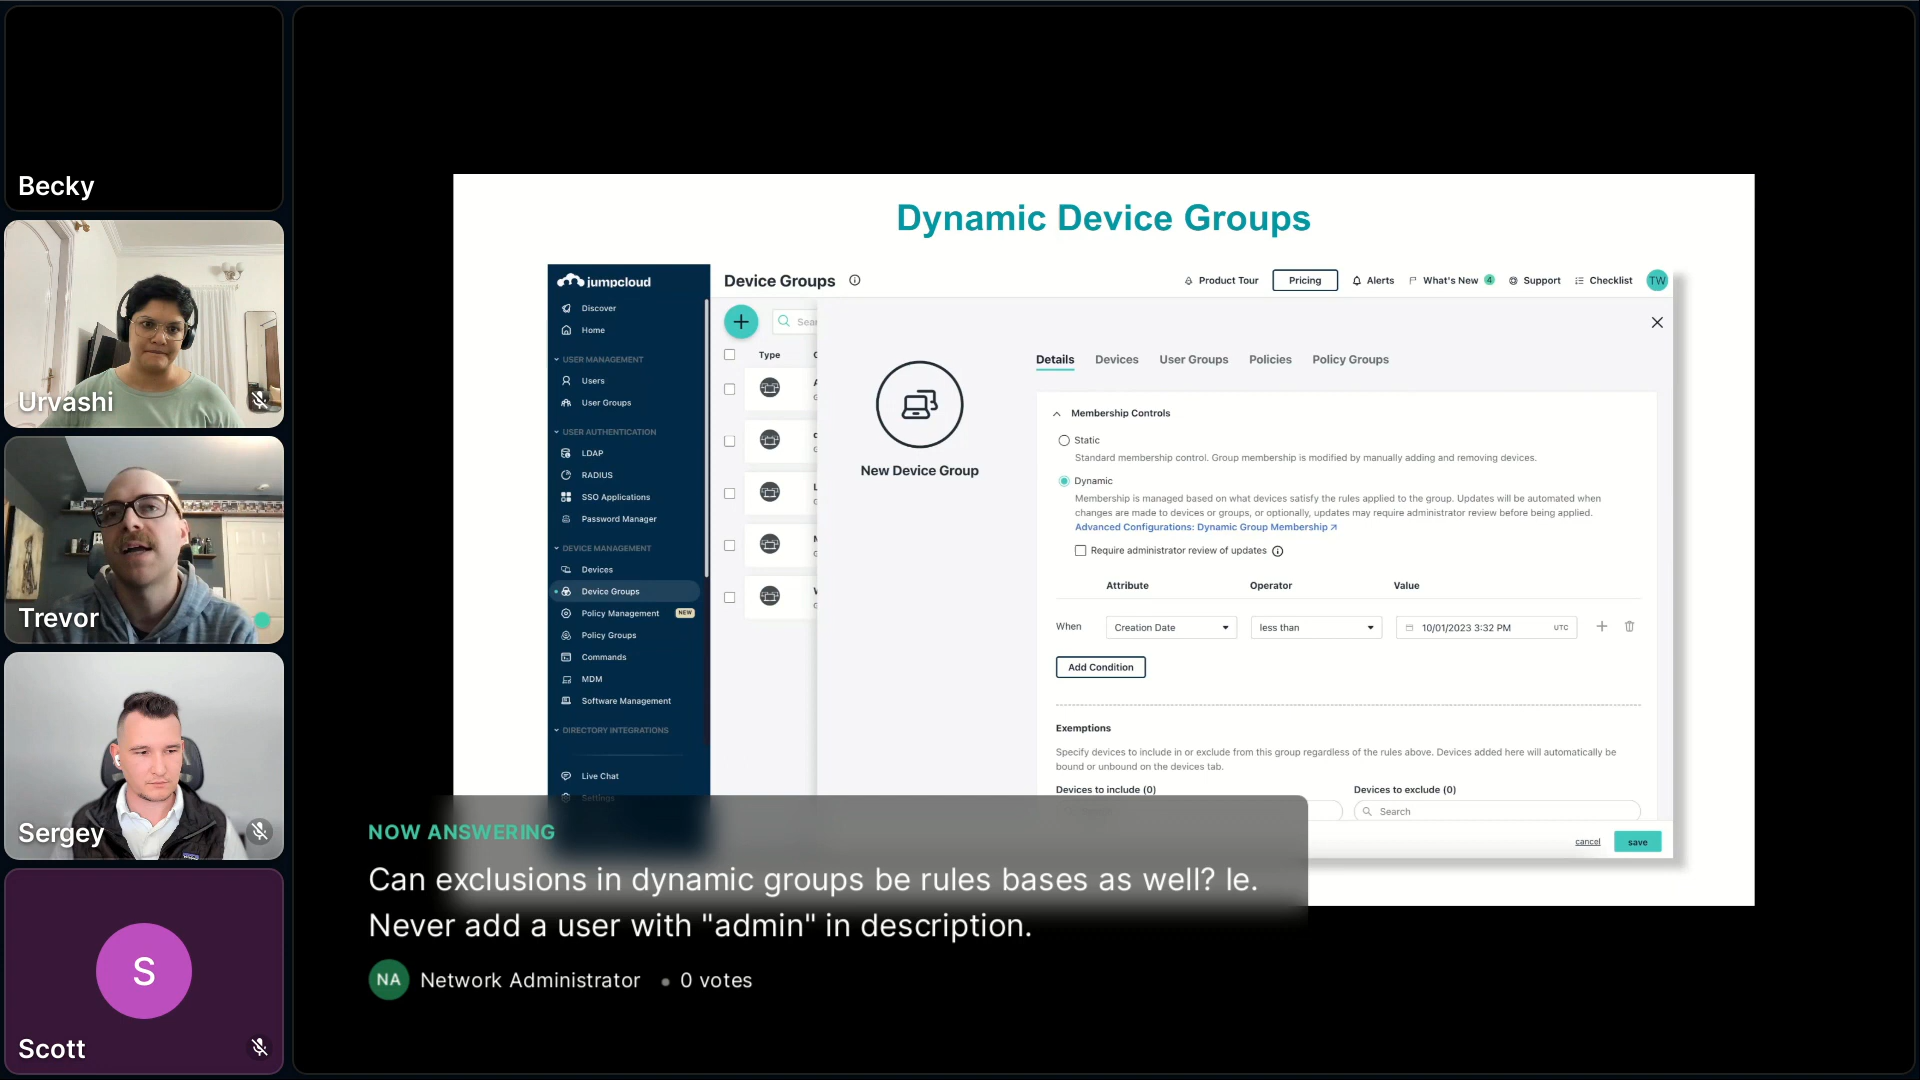 Becky
Urvashi
Trevor
Sergey
S
Scott
Dynamic Device Groups
jumpcloud
Discover
Home
USER MANAGEMENT
Users
User Groups
USER AUTHENTICATION
LDAP
RADIUS
SSO Applications
Password Manager
DEVICE MANAGEMENT
Devices
Device Groups
Policy Management NEW
Policy Groups
Commands
MDM
Software Management
DIRECTORY INTEGRATIONS
Live Chat
Settings
Device Groups
Product Tour Pricing Alerts What's New 4 Support Checklist TW
Type
New Device Group
Details Devices User Groups Policies Policy Groups
Membership Controls
Static
Standard membership control. Group membership is modified by manually adding and removing devices.
Dynamic
Membership is managed based on what devices satisfy the rules applied to the group. Updates will be automated when
changes are made to devices or groups, or optionally, updates may require administrator review before being applied.
Advanced Configurations: Dynamic Group Membership
Require administrator review of updates
Attribute Operator Value
When Creation Date less than 10/01/2023 3:32 PM UTC
Add Condition
Exemptions
Specify devices to include in or exclude from this group regardless of the rules above. Devices added here will automatically be
bound or unbound on the devices tab.
Devices to include (0) Devices to exclude (0)
Search
cancel save
NOW ANSWERING
Can exclusions in dynamic groups be rules bases as well? Ie.
Never add a user with "admin" in description.
NA Network Administrator • 0 votes